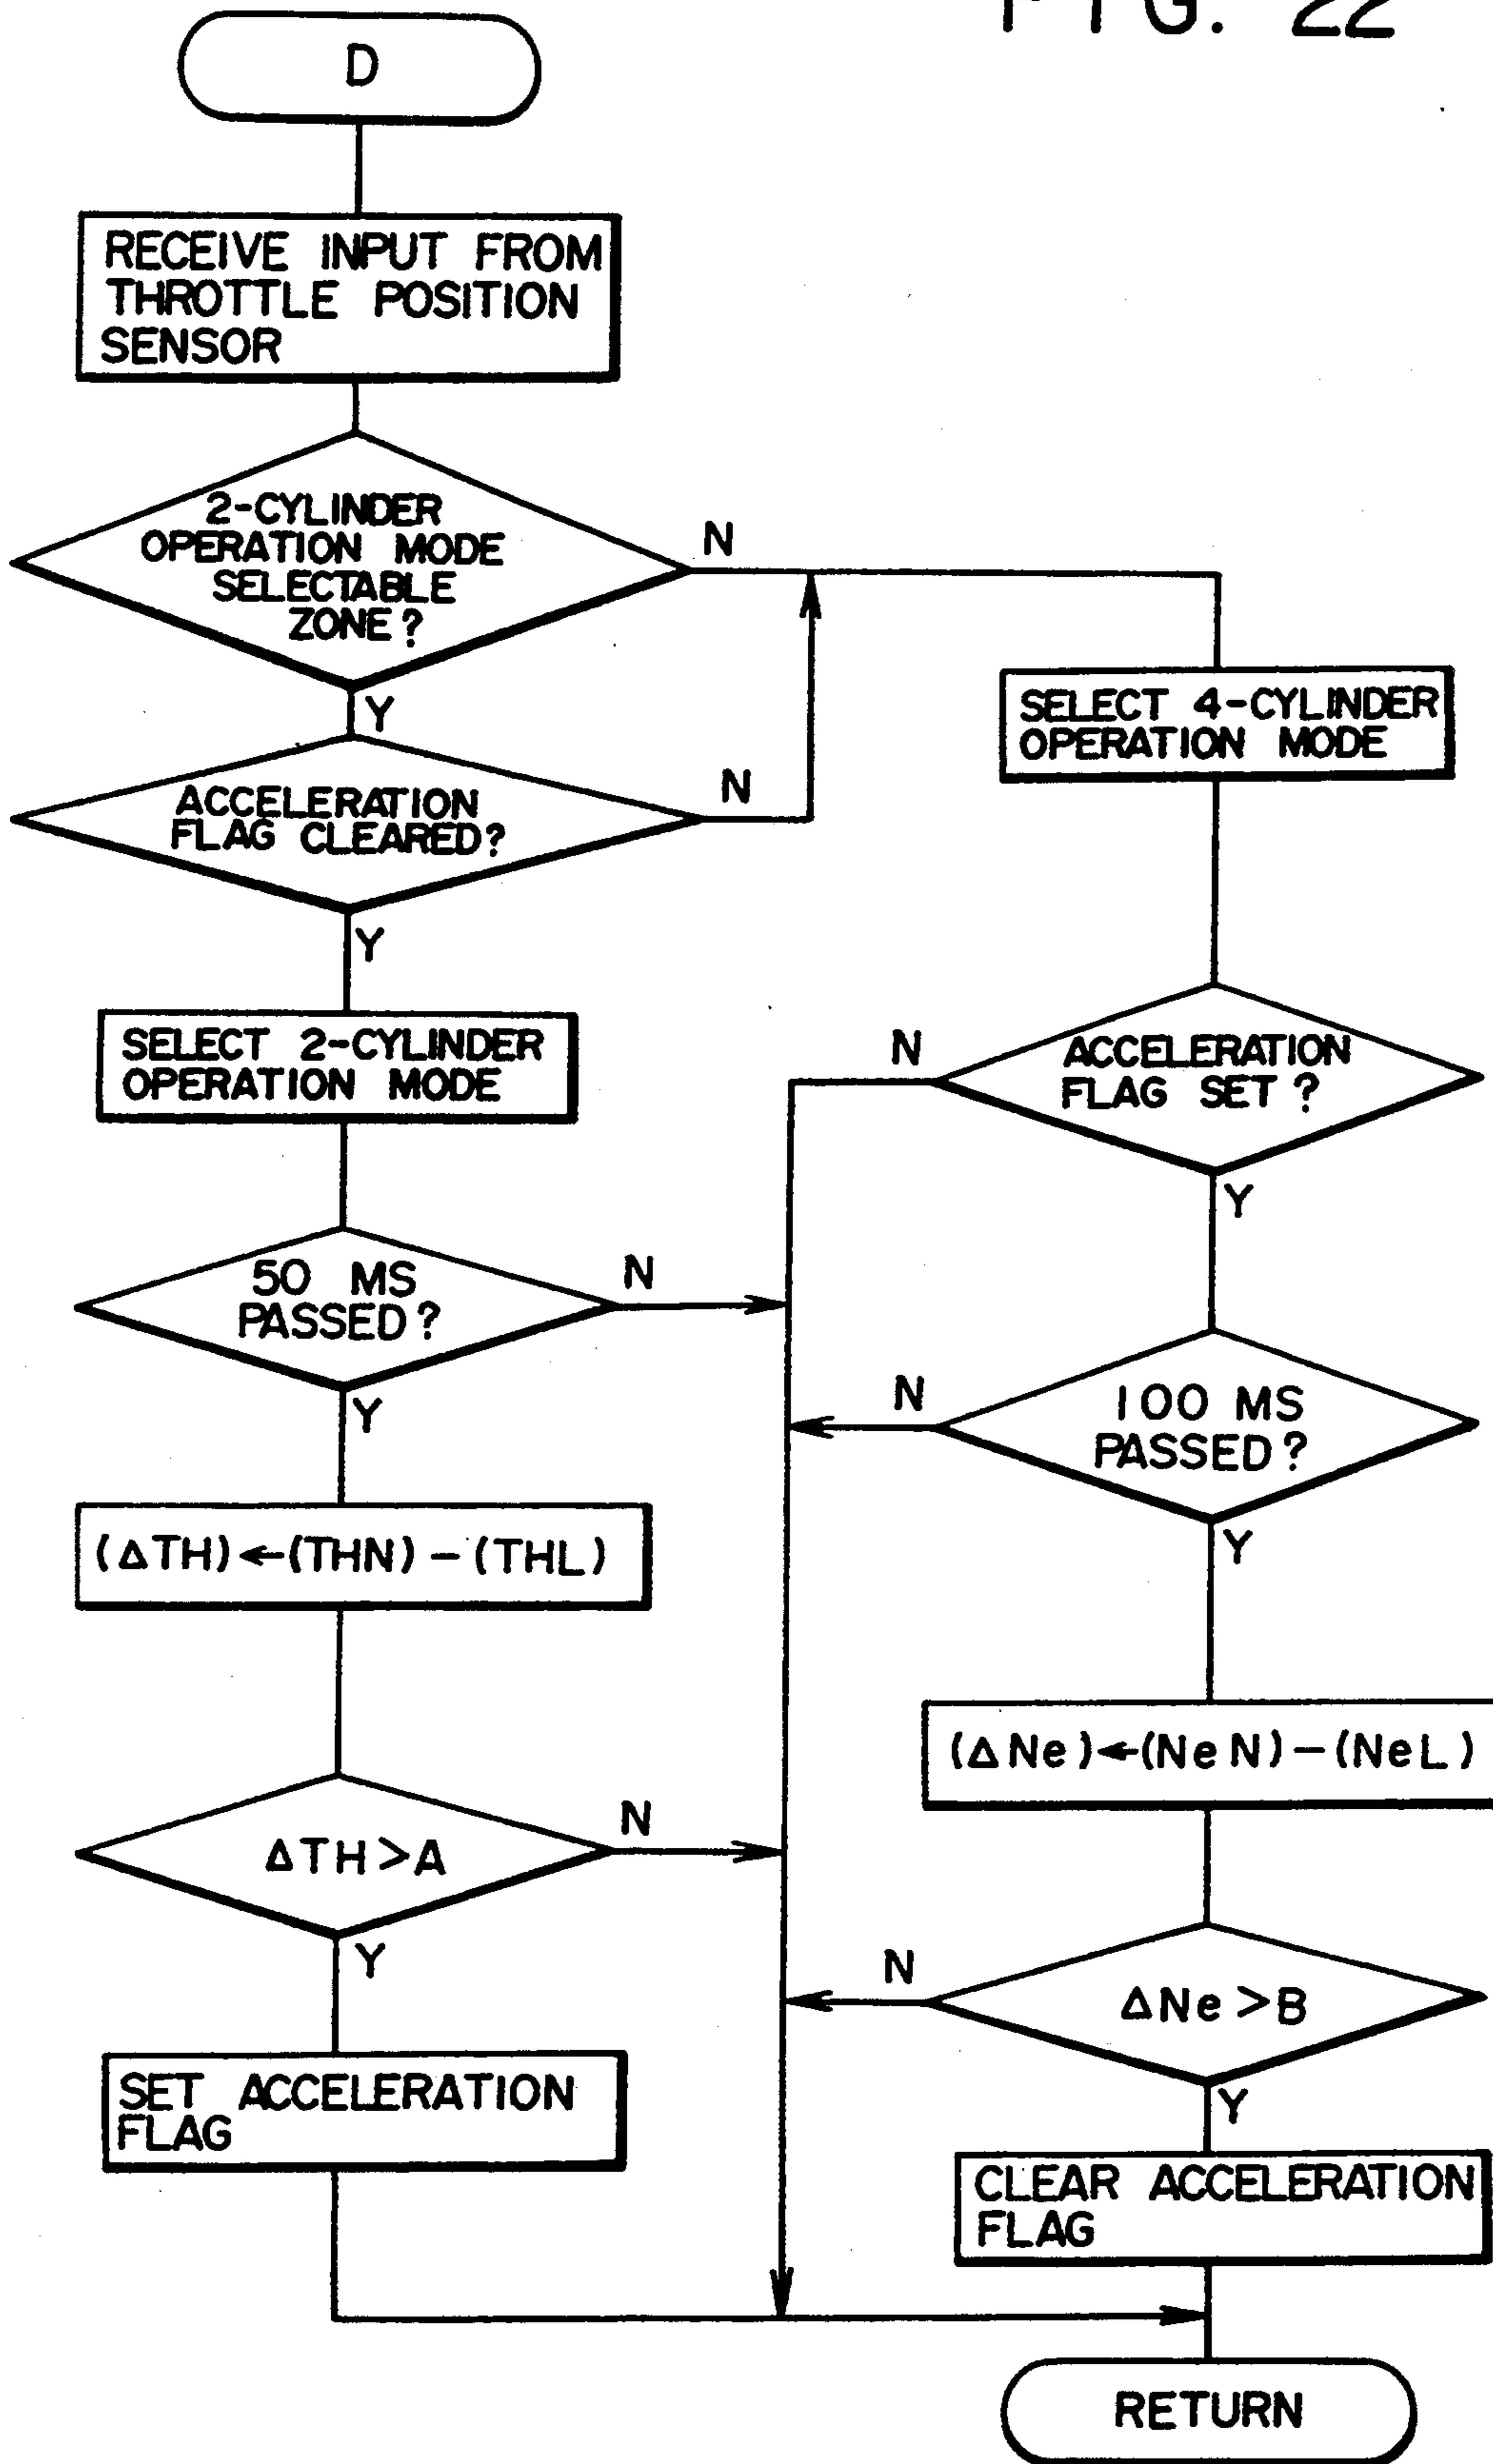 FIG. 22
D
RECEIVE INPUT FROM
THROTTLE POSITION
SENSOR
2-CYLINDER
OPERATION MODE
SELECTABLE
ZONE?
N
Y
ACCELERATION
FLAG CLEARED?
N
Y
SELECT 4-CYLINDER
OPERATION MODE
SELECT 2-CYLINDER
OPERATION MODE
ACCELERATION
FLAG SET?
N
Y
50 MS
PASSED?
N
Y
100 MS
PASSED?
N
Y
(ΔTH)←(THN)-(THL)
(ΔNe)←(NeN)-(NeL)
ΔTH>A
N
Y
ΔNe>B
N
Y
SET ACCELERATION
FLAG
CLEAR ACCELERATION
FLAG
RETURN